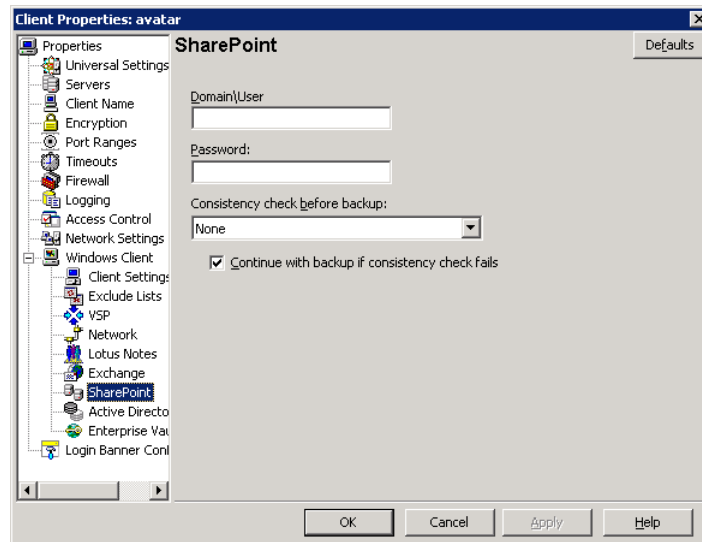 Client Properties: avatar
Properties
Universal Settings
Servers
Client Name
Encryption
Port Ranges
Timeouts
Firewall
Logging
Access Control
Network Settings
Windows Client
Client Settings
Exclude Lists
VSP
Network
Lotus Notes
Exchange
SharePoint
Active Directo
Enterprise Vau
Login Banner Conl
SharePoint
Defaults
Domain\User
Password:
Consistency check before backup:
None
Continue with backup if consistency check fails
OK
Cancel
Apply
Help